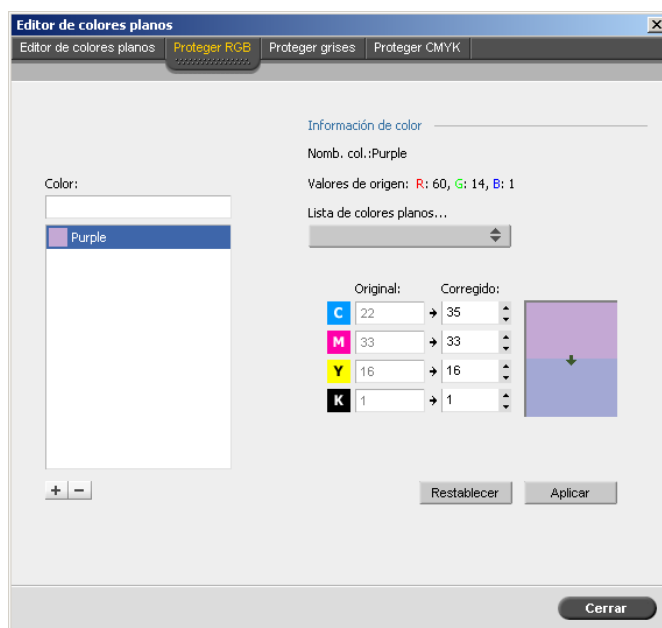 Editor de colores planos
Editor de colores planos Proteger RGB Proteger grises Proteger CMYK
Información de color
Nomb. col.:Purple
Color:
Valores de origen: R: 60, G: 14, B: 1
Lista de colores planos...
Purple
Original: Corregido:
C 22 35
M 33 33
Y 16 16
K 1 1
+ −
Restablecer Aplicar
Cerrar